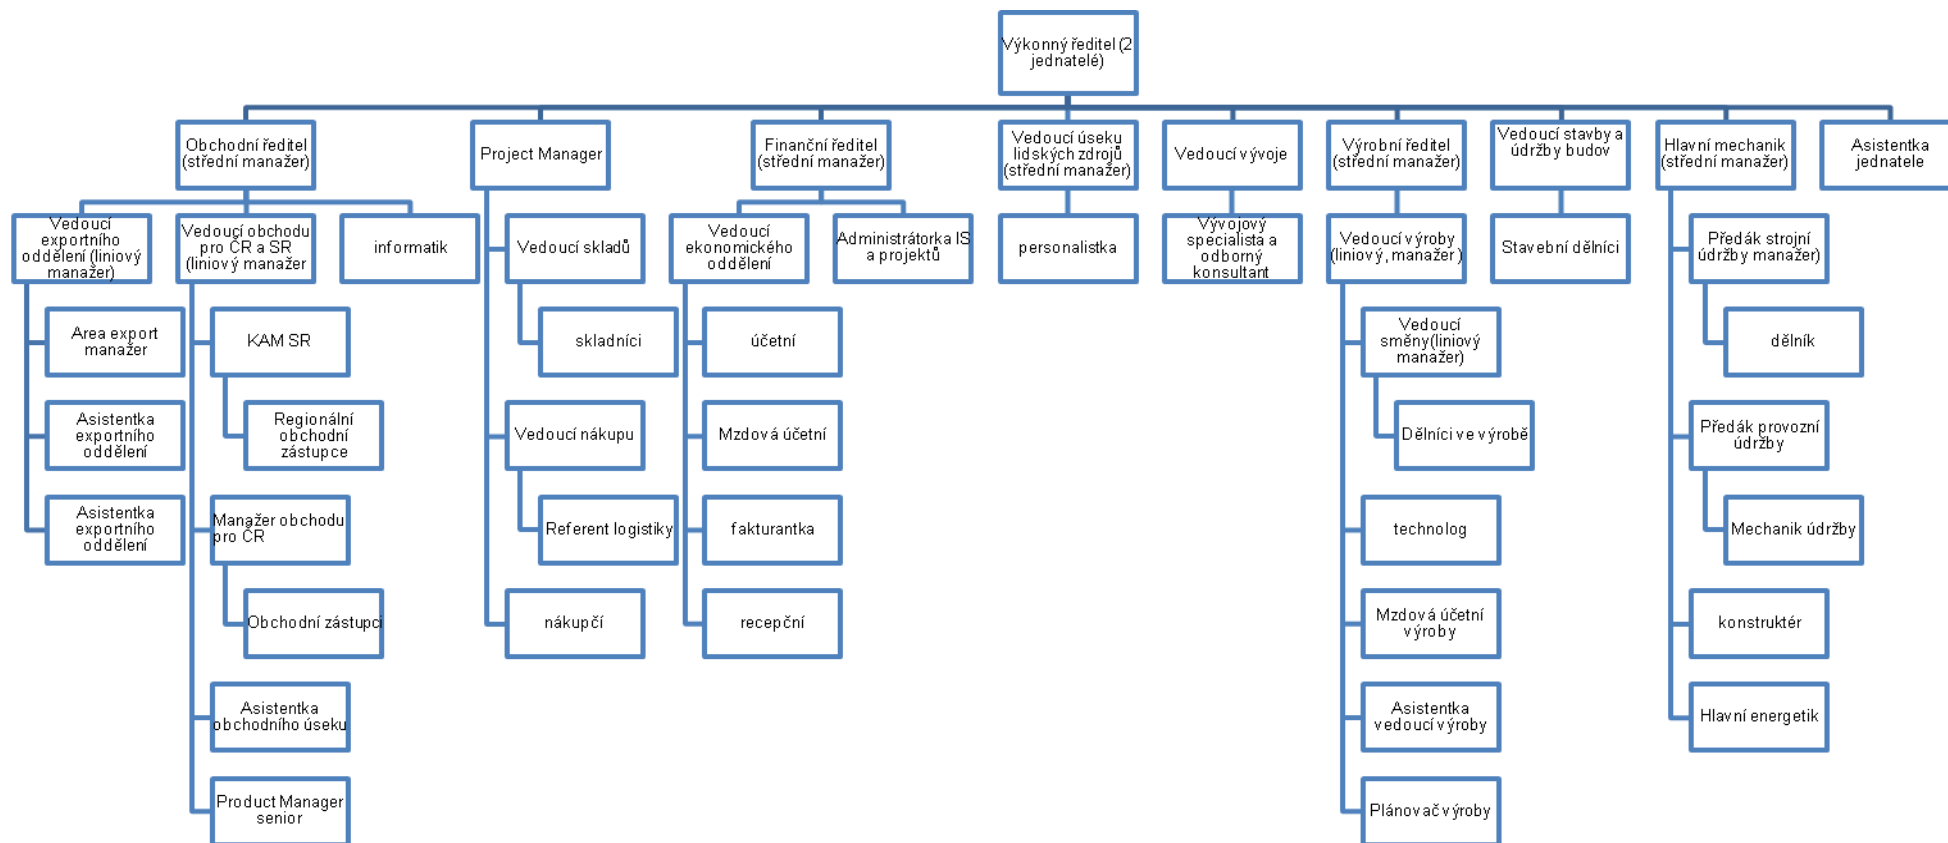 Výkonný ředitel (2
jednatelé)
Obchodní ředitel
(střední manažer)
Project Manager
Finanční ředitel
(střední manažer)
Vedoucí úseku
lidských zdrojů
(střední manažer)
Vedoucí vývoje
Výrobní ředitel
(střední manažer)
Vedoucí stavby a
údržby budov
Hlavní mechanik
(střední manažer)
Asistentka
jednatele
Vedoucí
exportního
oddělení (liniový
manažer)
Vedoucí obchodu
pro ČR a SR
(liniový manažer
informatik
Vedoucí skladů
Vedoucí
ekonomického
oddělení
Administrátorka IS
a projektů
personalistka
Vývojový
specialista a
odborný
konsultant
Vedoucí výroby
(liniový, manažer)
Stavební dělníci
Předák strojní
údržby manažer)
Area export
manažer
KAM SR
skladníci
účetní
Vedoucí
směny(liniový
manažer)
dělník
Asistentka
exportního
oddělení
Regionální
obchodní
zástupce
Vedoucí nákupu
Mzdová účetní
Dělníci ve výrobě
Předák provozní
údržby
Asistentka
exportního
oddělení
Manažer obchodu
pro ČR
Referent logistiky
fakturantka
technolog
Mechanik údržby
Obchodní zástupci
nákupčí
recepční
Mzdová účetní
výroby
konstruktér
Asistentka
obchodního úseku
Asistentka
vedoucí výroby
Hlavní energetik
Product Manager
senior
Plánovač výroby